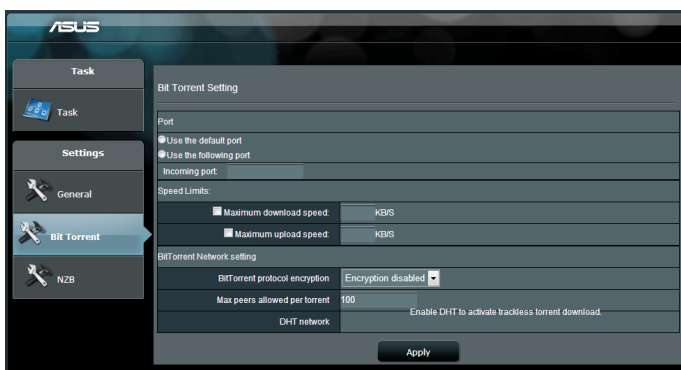 ASUS
Task
Task
Settings
General
Bit Torrent
NZB
Bit Torrent Setting
Port
Use the default port
Use the following port
Incoming port:
Speed Limits:
Maximum download speed: KB/S
Maximum upload speed: KB/S
BitTorrent Network setting
BitTorrent protocol encryption Encryption disabled
Max peers allowed per torrent 100
DHT network Enable DHT to activate trackless torrent download.
Apply